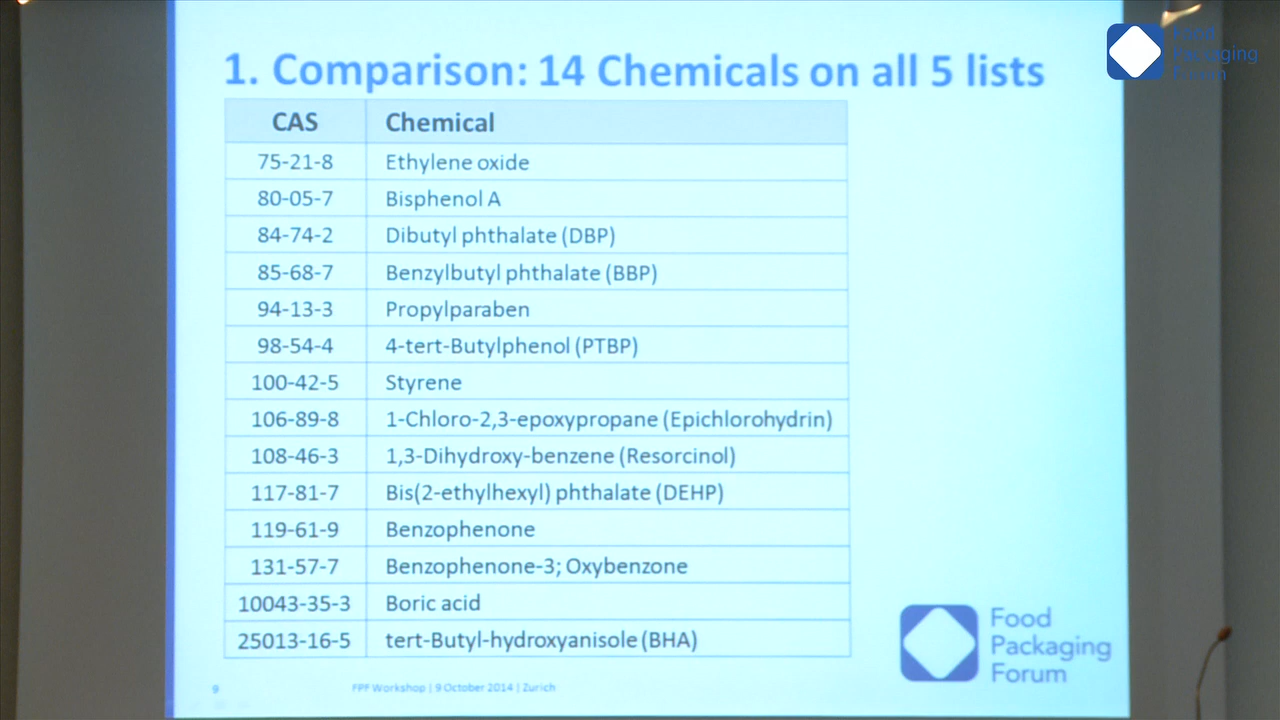 1. Comparison: 14 Chemicals on all 5 lists
CAS Chemical
75-21-8 Ethylene oxide
80-05-7 Bisphenol A
84-74-2 Dibutyl phthalate (DBP)
85-68-7 Benzylbutyl phthalate (BBP)
94-13-3 Propylparaben
98-54-4 4-tert-Butylphenol (PTBP)
100-42-5 Styrene
106-89-8 1-Chloro-2,3-epoxypropane (Epichlorohydrin)
108-46-3 1,3-Dihydroxy-benzene (Resorcinol)
117-81-7 Bis(2-ethylhexyl) phthalate (DEHP)
119-61-9 Benzophenone
131-57-7 Benzophenone-3; Oxybenzone
10043-35-3 Boric acid
25013-16-5 tert-Butyl-hydroxyanisole (BHA)
9 FPF Workshop | 9 October 2014 | Zurich
Food
Packaging
Forum
Food
Packaging
Forum